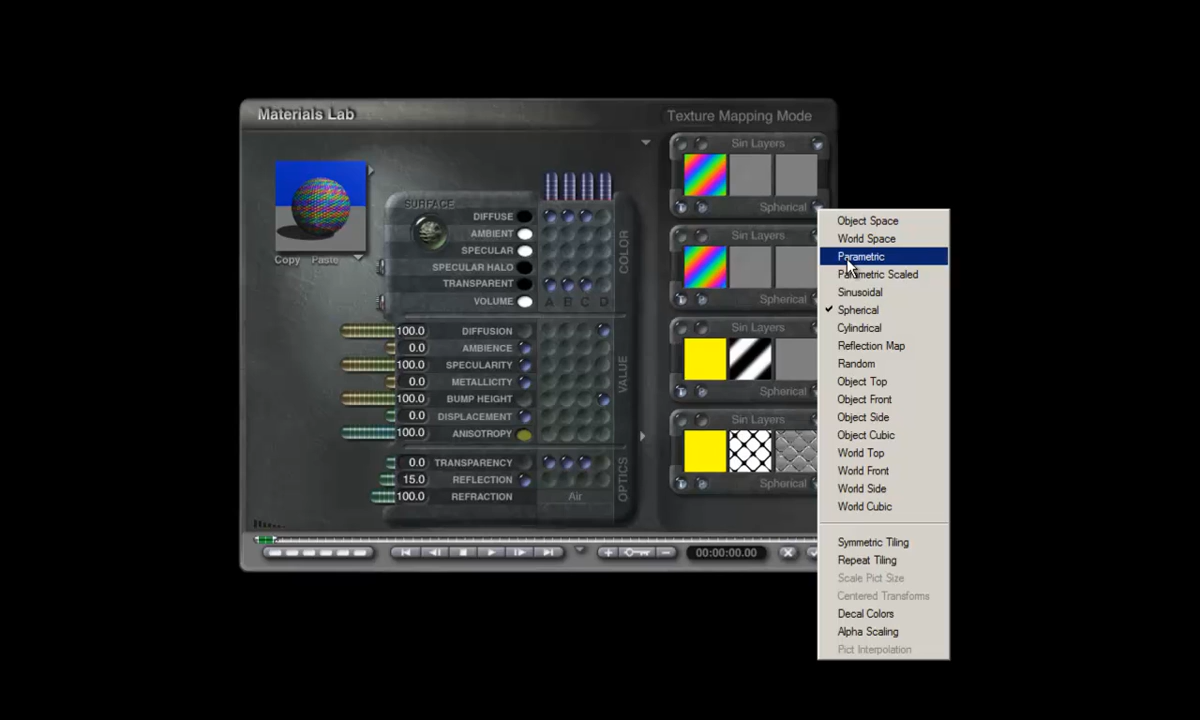 Materials Lab
Texture Mapping Mode
Copy Paste
SURFACE
DIFFUSE
AMBIENT
SPECULAR
SPECULAR HALO
TRANSPARENT
VOLUME
A B C D
COLOR
100.0 DIFFUSION
0.0 AMBIENCE
100.0 SPECULARITY
0.0 METALLICITY
100.0 BUMP HEIGHT
0.0 DISPLACEMENT
100.0 ANISOTROPY
VALUE
0.0 TRANSPARENCY
15.0 REFLECTION
100.0 REFRACTION
Air
OPTICS
Sin Layers
Spherical
Sin Layers
Spherical
Sin Layers
Spherical
Sin Layers
Spherical
00:00:00.00
Object Space
World Space
Parametric
Parametric Scaled
Sinusoidal
Spherical
Cylindrical
Reflection Map
Random
Object Top
Object Front
Object Side
Object Cubic
World Top
World Front
World Side
World Cubic
Symmetric Tiling
Repeat Tiling
Scale Pict Size
Centered Transforms
Decal Colors
Alpha Scaling
Pict Interpolation